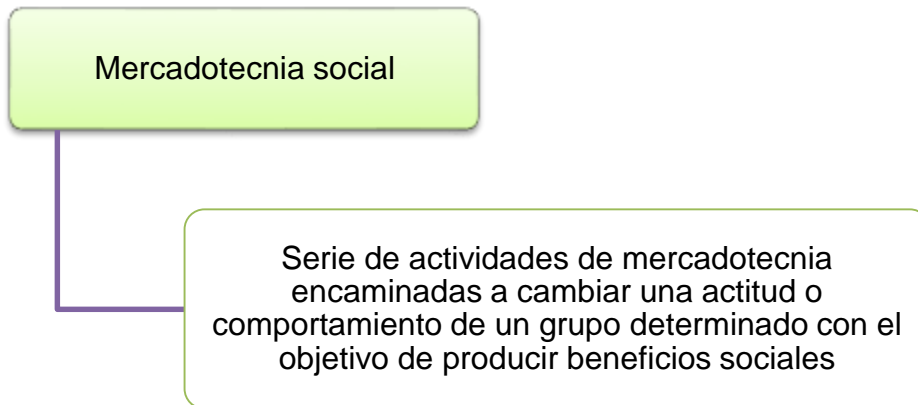 Mercadotecnia social
Serie de actividades de mercadotecnia
encaminadas a cambiar una actitud o
comportamiento de un grupo determinado con el
objetivo de producir beneficios sociales